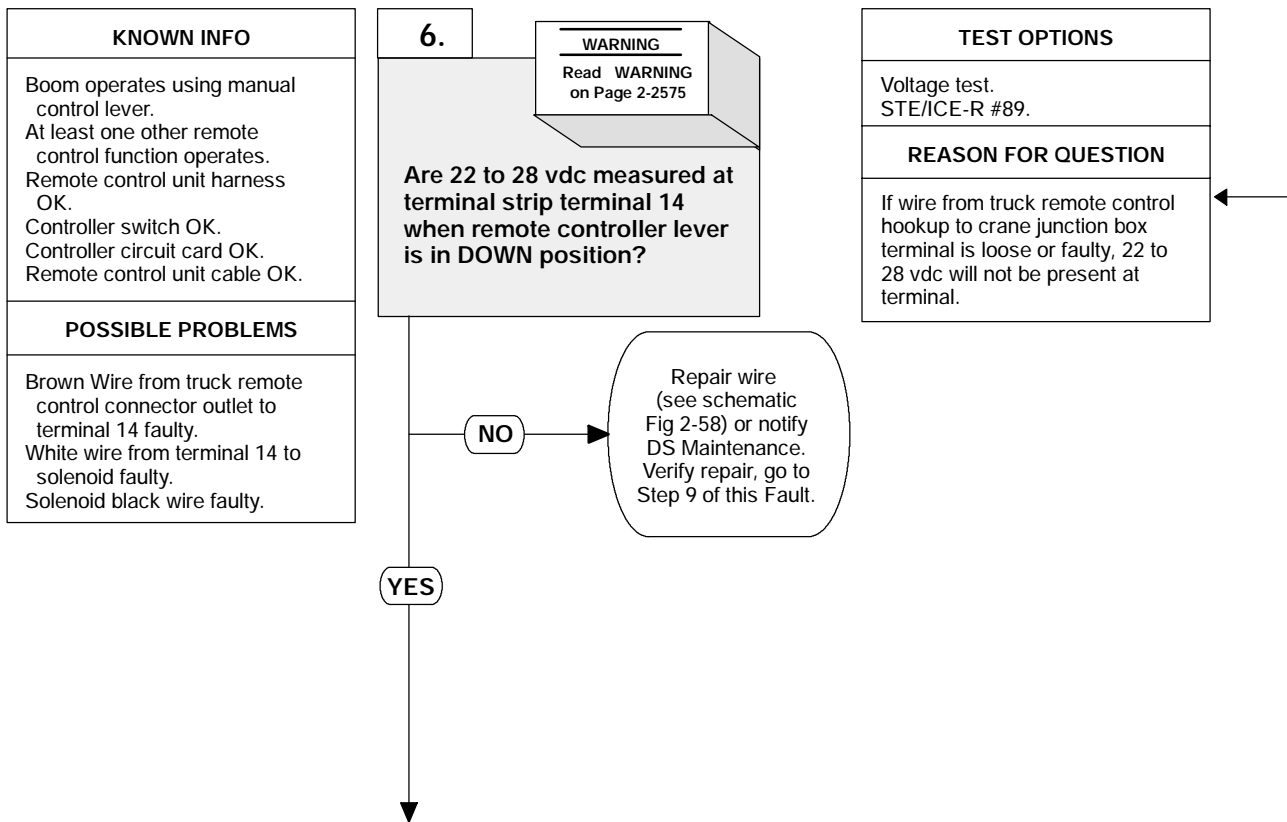 KNOWN INFO
Boom operates using manual
control lever.
At least one other remote
control function operates.
Remote control unit harness
OK.
Controller switch OK.
Controller circuit card OK.
Remote control unit cable OK.
POSSIBLE PROBLEMS
Brown Wire from truck remote
control connector outlet to
terminal 14 faulty.
White wire from terminal 14 to
solenoid faulty.
Solenoid black wire faulty.
6.
WARNING
Read WARNING
on Page 2-2575
Are 22 to 28 vdc measured at
terminal strip terminal 14
when remote controller lever
is in DOWN position?
NO
Repair wire
(see schematic
Fig 2-58) or notify
DS Maintenance.
Verify repair, go to
Step 9 of this Fault.
YES
TEST OPTIONS
Voltage test.
STE/ICE-R #89.
REASON FOR QUESTION
If wire from truck remote control
hookup to crane junction box
terminal is loose or faulty, 22 to
28 vdc will not be present at
terminal.